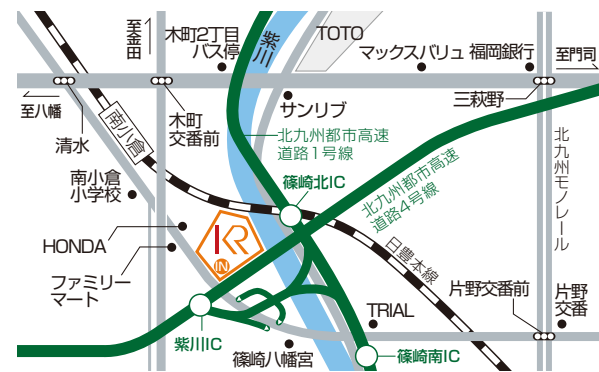 至金田
木町2丁目
バス停
紫川
TOTO
マックスバリュ
福岡銀行
至門司
至八幡
南小倉
木町
交番前
サンリブ
三萩野
清水
北九州都市高速
道路1号線
南小倉
小学校
篠崎北IC
北九州都市高速
道路4号線
北九州モノレール
HONDA
KR
IN
日豊本線
ファミリー
マート
TRIAL
片野交番前
片野
交番
紫川IC
篠崎八幡宮
篠崎南IC